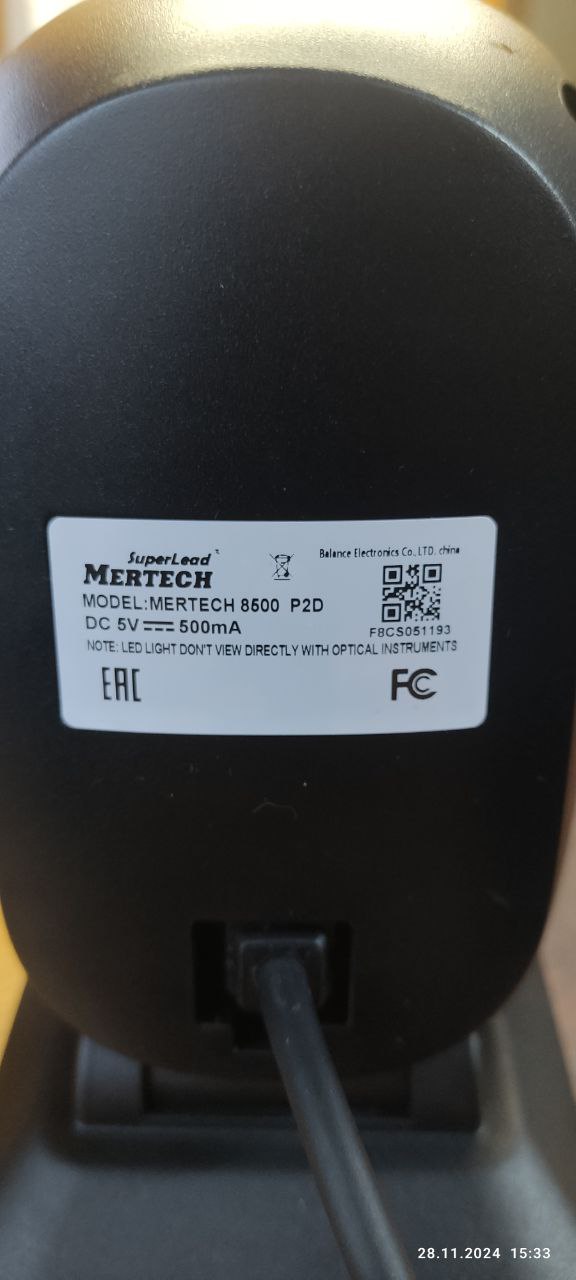 SuperLead
MERTECH
Balance Electronics Co., LTD. china
MODEL:MERTECH 8500 P2D
DC 5V 500mA
F8CS051193
NOTE: LED LIGHT DON'T VIEW DIRECTLY WITH OPTICAL INSTRUMENTS
EAC
FC
28.11.2024 15:33